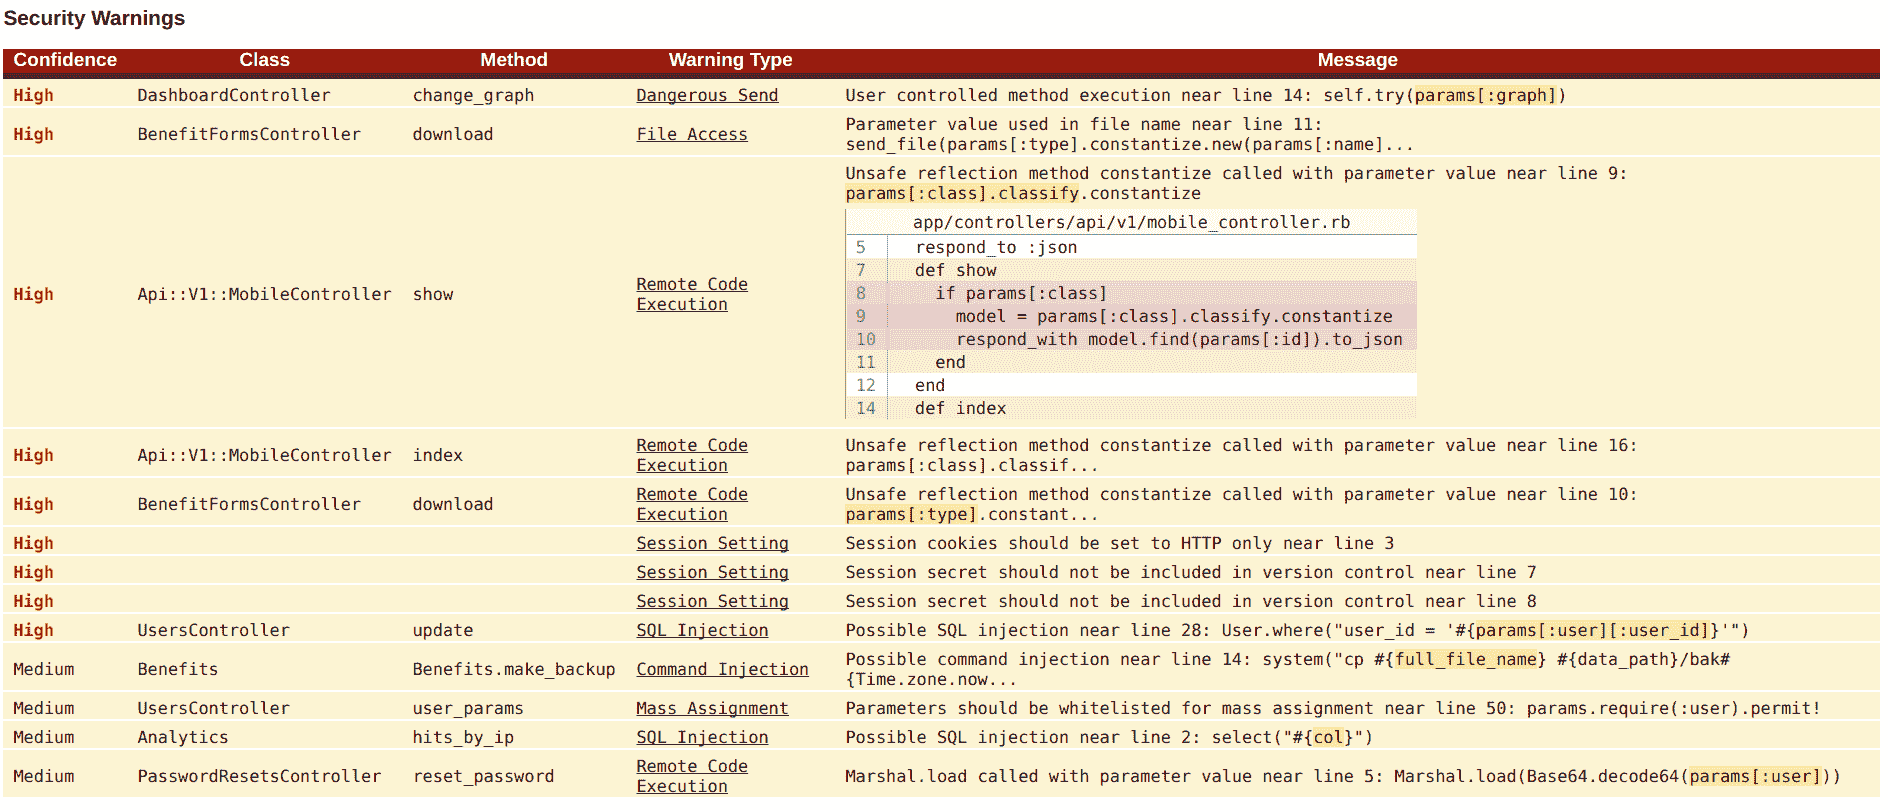 Security Warnings
Confidence Class Method Warning Type Message
High DashboardController change_graph Dangerous Send User controlled method execution near line 14: self.try(params[:graph])
High BenefitFormsController download File Access Parameter value used in file name near line 11:
send_file(params[:type].constantize.new(params[:name]...
High Api::V1::MobileController show Remote Code Execution Unsafe reflection method constantize called with parameter value near line 9:
params[:class].classify.constantize
app/controllers/api/v1/mobile_controller.rb
5 respond_to :json
7 def show
8 if params[:class]
9 model = params[:class].classify.constantize
10 respond_with model.find(params[:id]).to_json
11 end
12 end
14 def index
High Api::V1::MobileController index Remote Code Execution Unsafe reflection method constantize called with parameter value near line 16:
params[:class].classif...
High BenefitFormsController download Remote Code Execution Unsafe reflection method constantize called with parameter value near line 10:
params[:type].constant...
High Session Setting Session cookies should be set to HTTP only near line 3
High Session Setting Session secret should not be included in version control near line 7
High Session Setting Session secret should not be included in version control near line 8
High UsersController update SQL Injection Possible SQL injection near line 28: User.where("user_id = '#{params[:user][:user_id]}'")
Medium Benefits Benefits.make_backup Command Injection Possible command injection near line 14: system("cp #{full_file_name} #{data_path}/bak#
{Time.zone.now...
Medium UsersController user_params Mass Assignment Parameters should be whitelisted for mass assignment near line 50: params.require(:user).permit!
Medium Analytics hits_by_ip SQL Injection Possible SQL injection near line 2: select("#{col}")
Medium PasswordResetsController reset_password Remote Code Execution Marshal.load called with parameter value near line 5: Marshal.load(Base64.decode64(params[:user]))